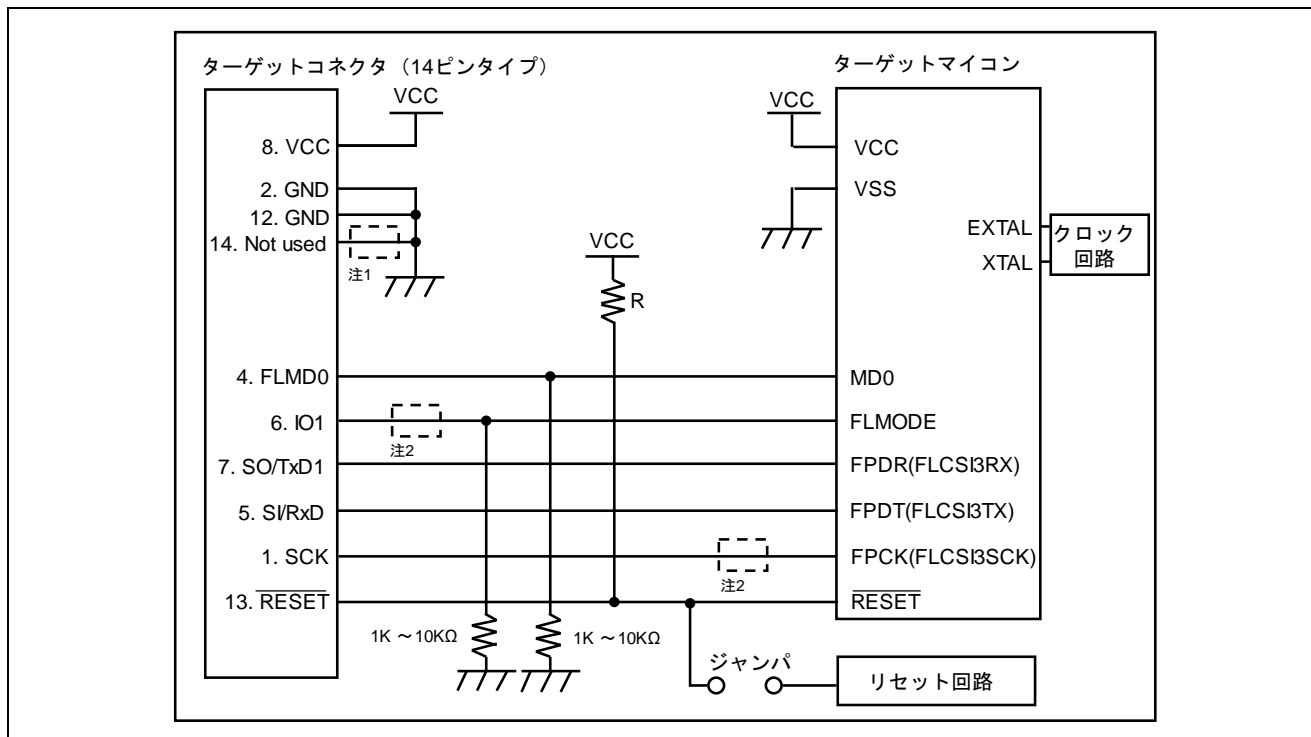 ターゲットコネクタ（14ピンタイプ）
ターゲットマイコン
VCC
VCC
8. VCC
VCC
2. GND
VSS
12. GND
14. Not used
注1
VCC
EXTAL
XTAL
クロック
回路
R
4. FLMD0
MD0
6. IO1
注2
FLMODE
7. SO/TxD1
FPDR(FLCSI3RX)
5. SI/RxD
FPDT(FLCSI3TX)
1. SCK
注2
FPCK(FLCSI3SCK)
13. RESET
RESET
1K ～10KΩ
1K ～10KΩ
ジャンパ
リセット回路